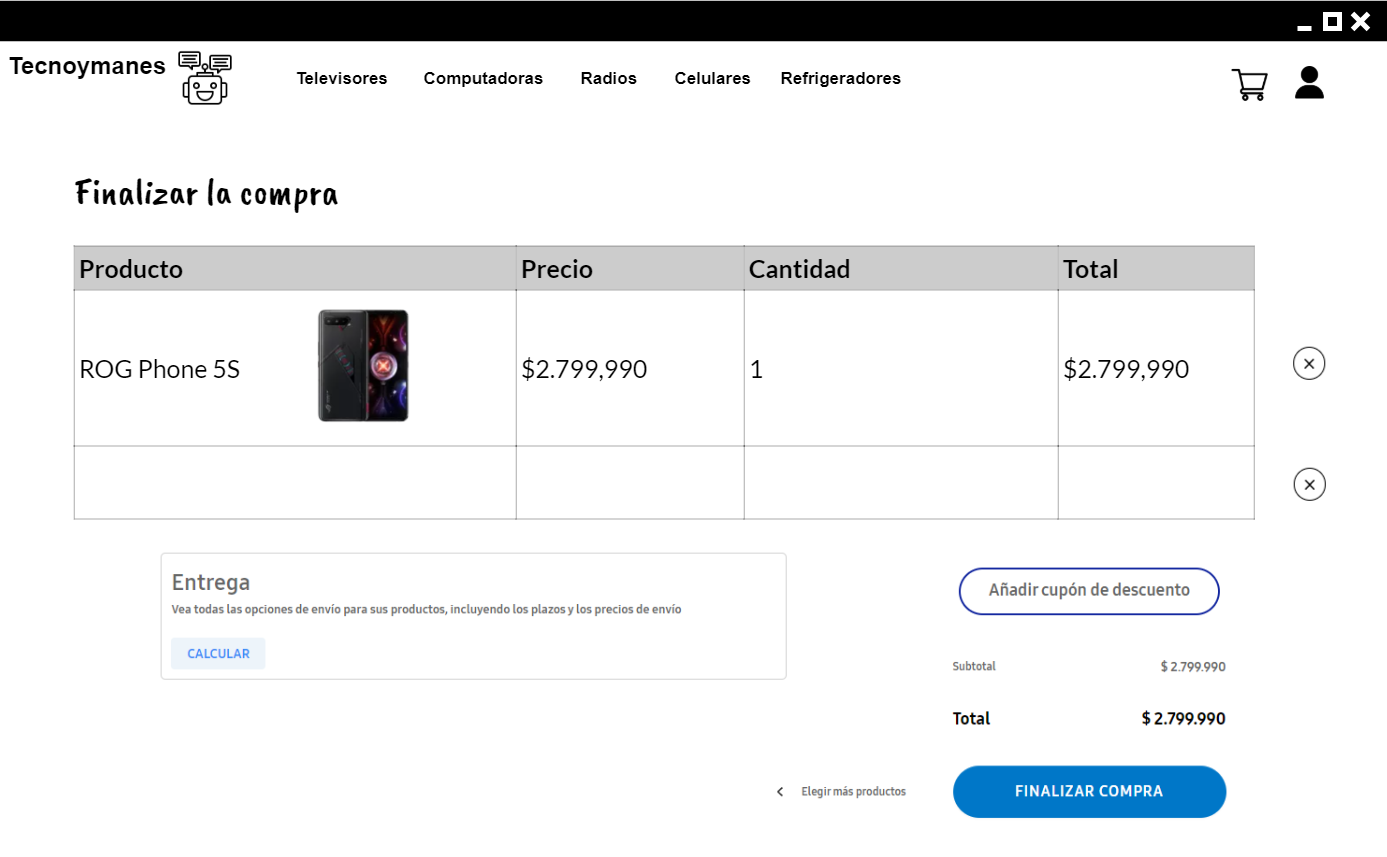 Tecnoymanes
Televisores Computadoras Radios Celulares Refrigeradores
Finalizar la compra
Producto Precio Cantidad Total
ROG Phone 5S $2.799,990 1 $2.799,990
Entrega
Vea todas las opciones de envío para sus productos, incluyendo los plazos y los precios de envío
CALCULAR
Añadir cupón de descuento
Subtotal $ 2.799.990
Total $ 2.799.990
Elegir más productos
FINALIZAR COMPRA